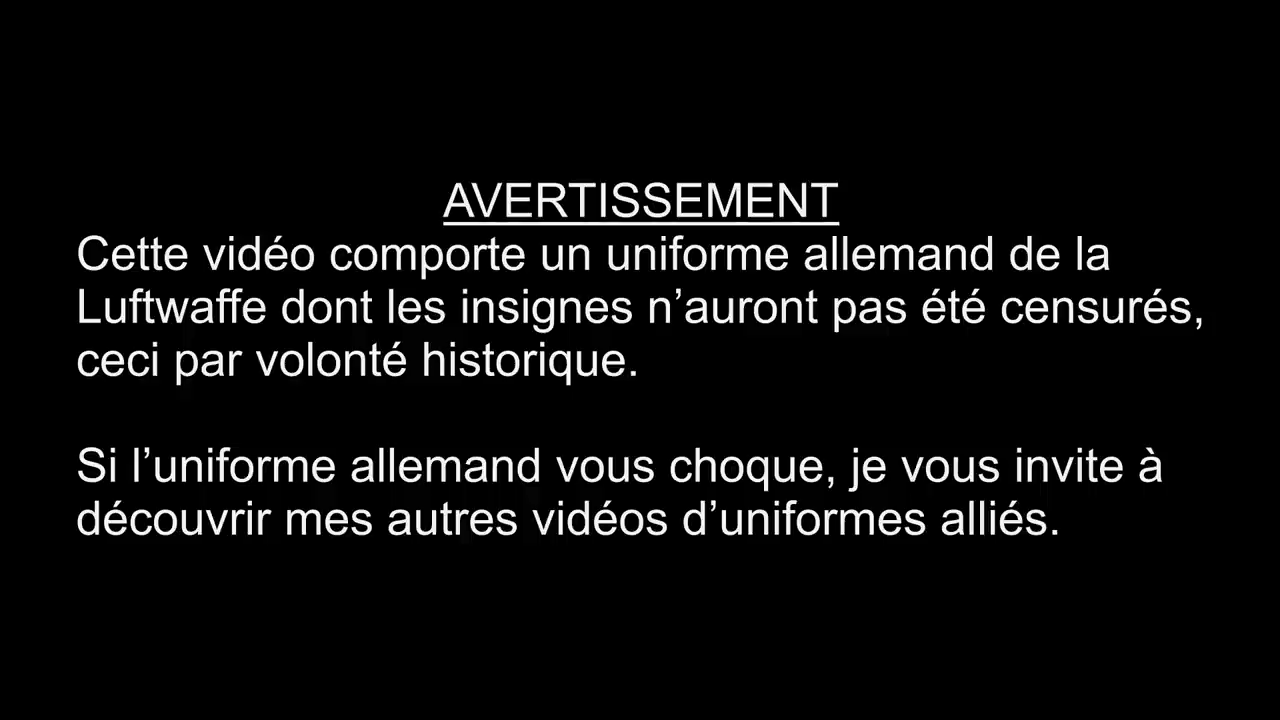 AVERTISSEMENT
Cette vidéo comporte un uniforme allemand de la
Luftwaffe dont les insignes n’auront pas été censurés,
ceci par volonté historique.
Si l’uniforme allemand vous choque, je vous invite à
découvrir mes autres vidéos d’uniformes alliés.